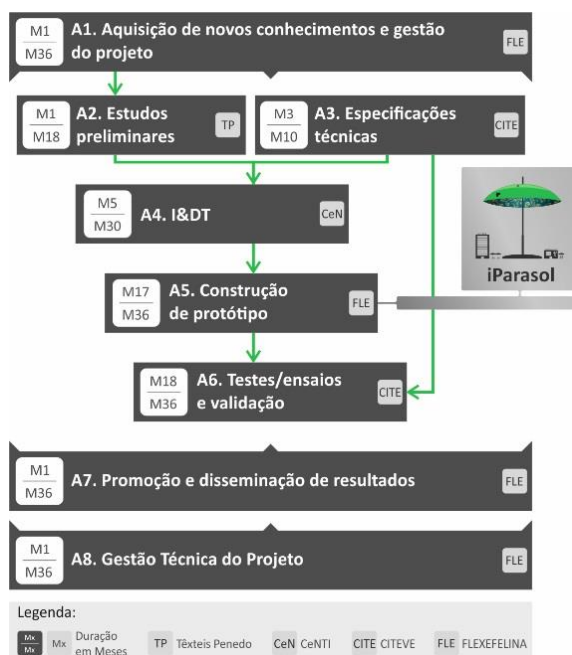 M1
M36
A1. Aquisição de novos conhecimentos e gestão
do projeto
FLE
M1
M18
A2. Estudos
preliminares
TP
M3
M10
A3. Especificações
técnicas
CITE
M5
M30
A4. I&DT
CeN
iParasol
M17
M36
A5. Construção
de protótipo
FLE
M18
M36
A6. Testes/ensaios
e validação
CITE
M1
M36
A7. Promoção e disseminação de resultados
FLE
M1
M36
A8. Gestão Técnica do Projeto
FLE
Legenda:
Mx
Mx
Mx
Duração
em Meses
TP Têxteis Penedo
CeN CeNTI
CITE CITEVE
FLE FLEXEFELINA